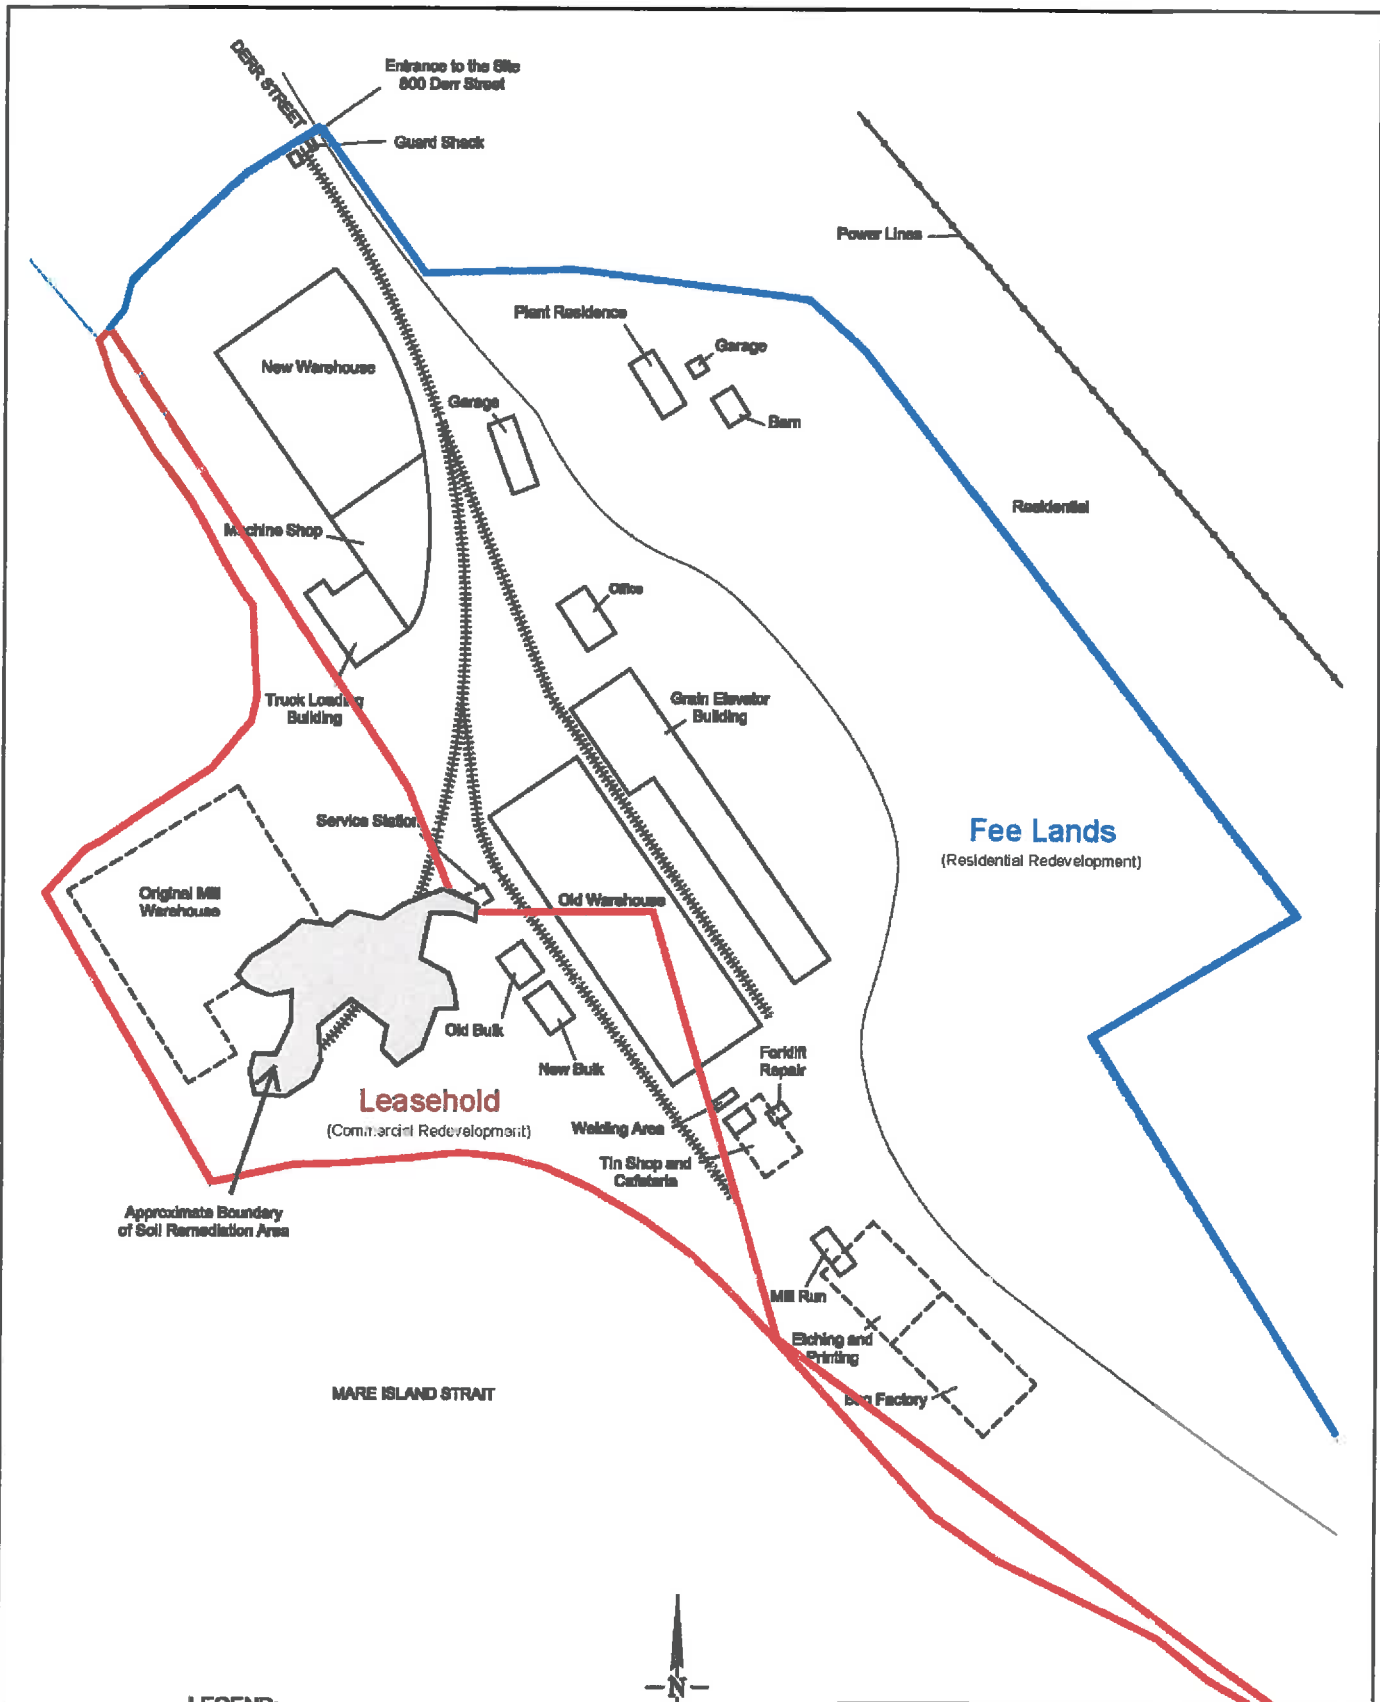 DERR STREET
Entrance to the Site
800 Derr Street
Guard Shack
Power Lines
Plant Residence
Garage
Barn
New Warehouse
Garage
Residential
Machine Shop
Office
Truck Loading
Building
Grain Elevator
Building
Service Station
Fee Lands
(Residential Redevelopment)
Original Mill
Warehouse
Old Warehouse
Old Bulk
New Bulk
Forklift
Repair
Leasehold
(Commercial Redevelopment)
Welding Area
Tin Shop and
Cafeteria
Approximate Boundary
of Soil Remediation Area
Mill Run
Etching and
Printing
Bag Factory
MARE ISLAND STRAIT
N
LEGEND: